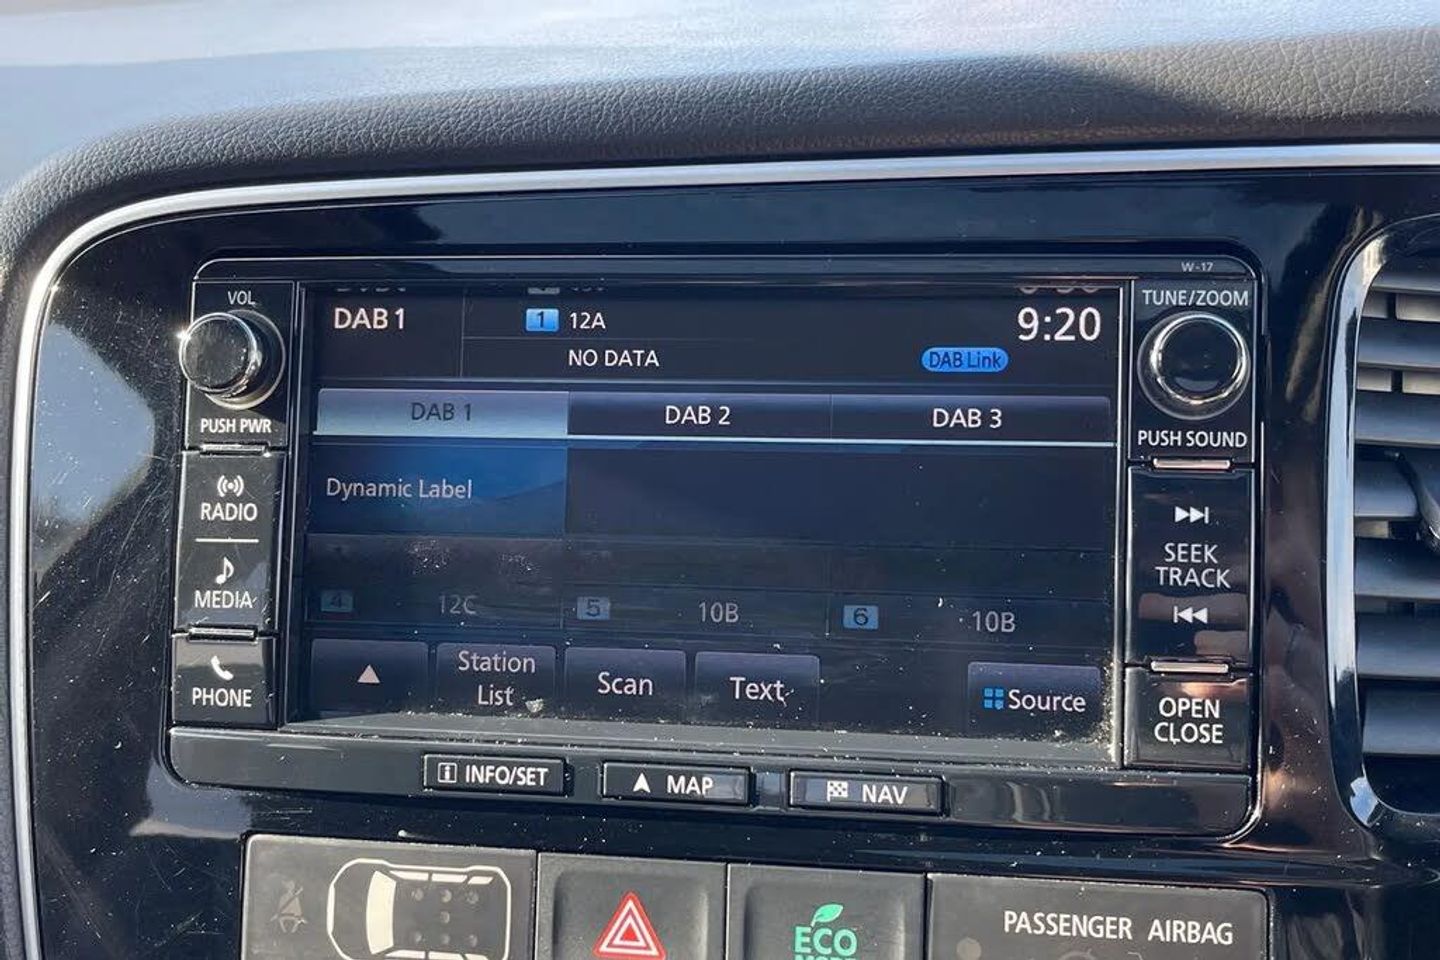 W-17
VOL
TUNE/ZOOM
DAB 1
1 12A
9:20
NO DATA
DAB Link
PUSH PWR
DAB 1
DAB 2
DAB 3
PUSH SOUND
RADIO
Dynamic Label
SEEK
TRACK
MEDIA
4 12C
5 10B
6 10B
PHONE
Station
List
Scan
Text
Source
OPEN
CLOSE
INFO/SET
MAP
NAV
ECO
PASSENGER AIRBAG